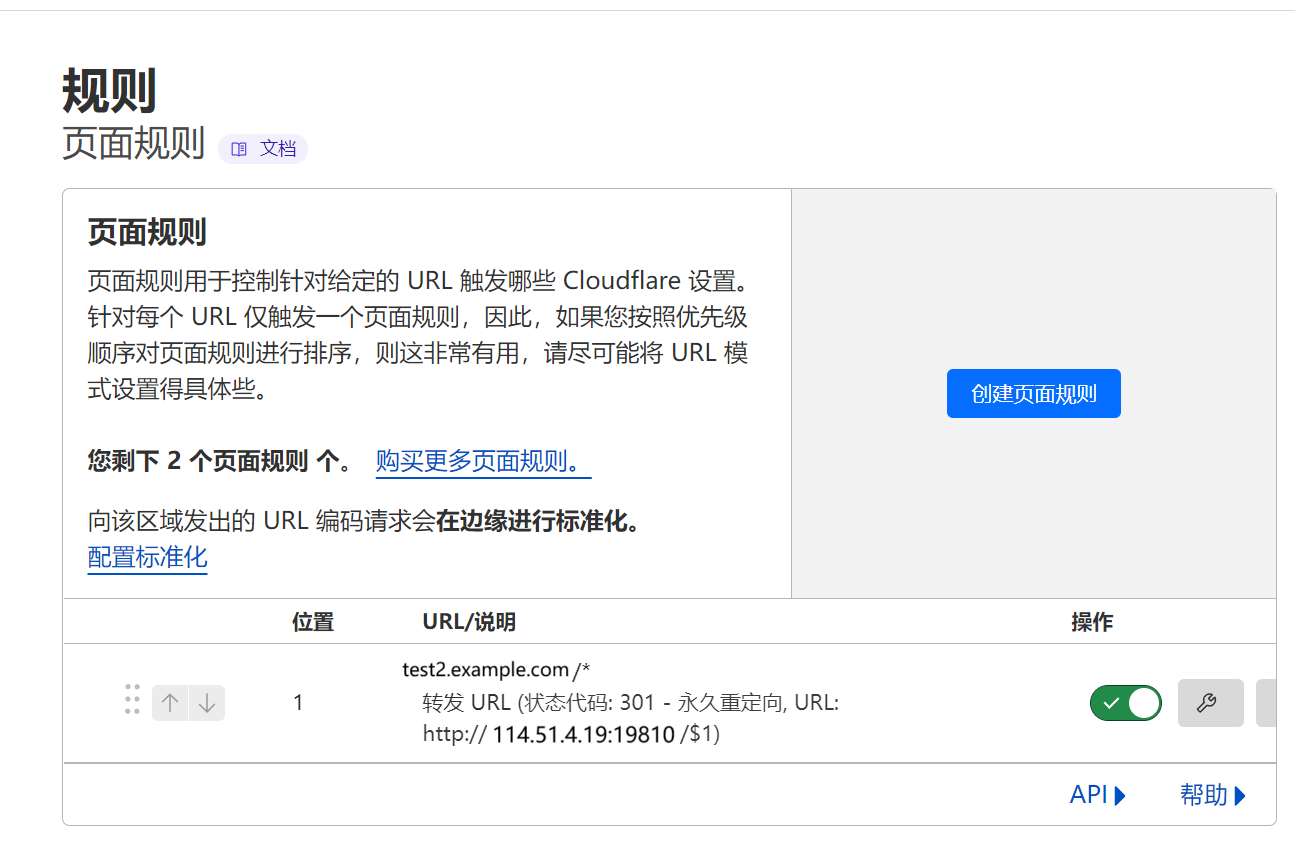 规则
页面规则 文档
页面规则
页面规则用于控制针对给定的 URL 触发哪些 Cloudflare 设置。
针对每个 URL 仅触发一个页面规则，因此，如果您按照优先级
顺序对页面规则进行排序，则这非常有用，请尽可能将 URL 模
式设置得具体些。
创建页面规则
您剩下 2 个页面规则 个。 购买更多页面规则。
向该区域发出的 URL 编码请求会在边缘进行标准化。
配置标准化
位置 URL/说明 操作
test2.example.com /*
1 转发 URL (状态代码: 301 - 永久重定向, URL:
http:// 114.51.4.19:19810 /$1)
API 帮助